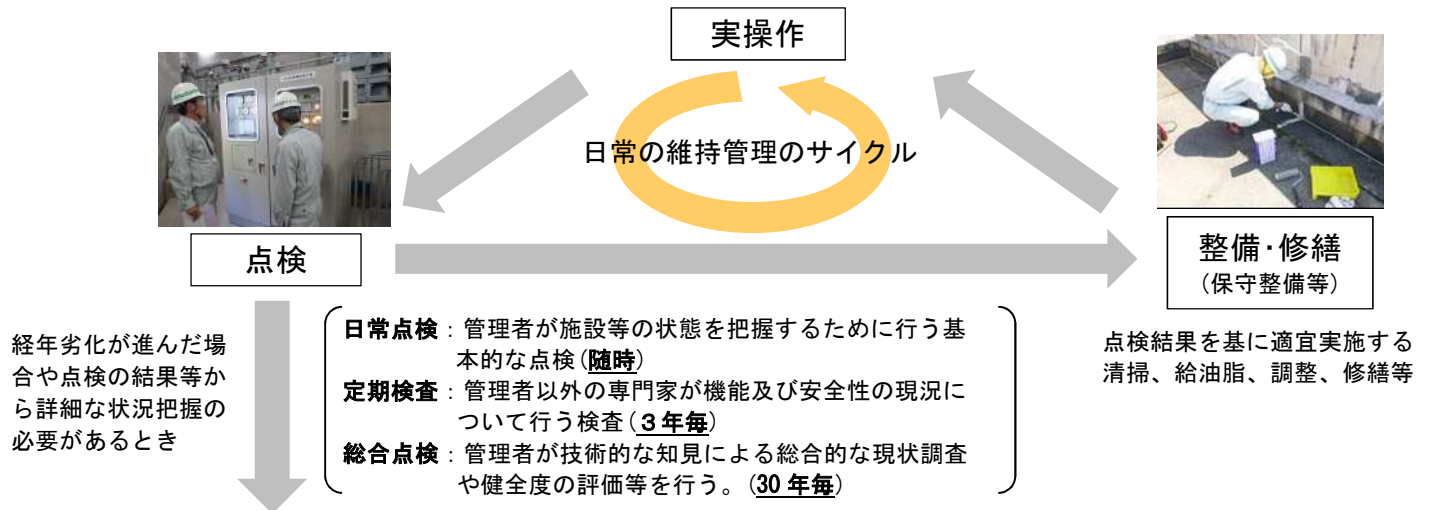 実操作
日常の維持管理のサイクル
点検
整備・修繕
（保守整備等）
経年劣化が進んだ場
合や点検の結果等か
ら詳細な状況把握の
必要があるとき
日常点検：管理者が施設等の状態を把握するために行う基
本的な点検（随時）
定期検査：管理者以外の専門家が機能及び安全性の現況に
ついて行う検査（３年毎）
総合点検：管理者が技術的な知見による総合的な現状調査
や健全度の評価等を行う。（30 年毎）
点検結果を基に適宜実施する
清掃、給油脂、調整、修繕等